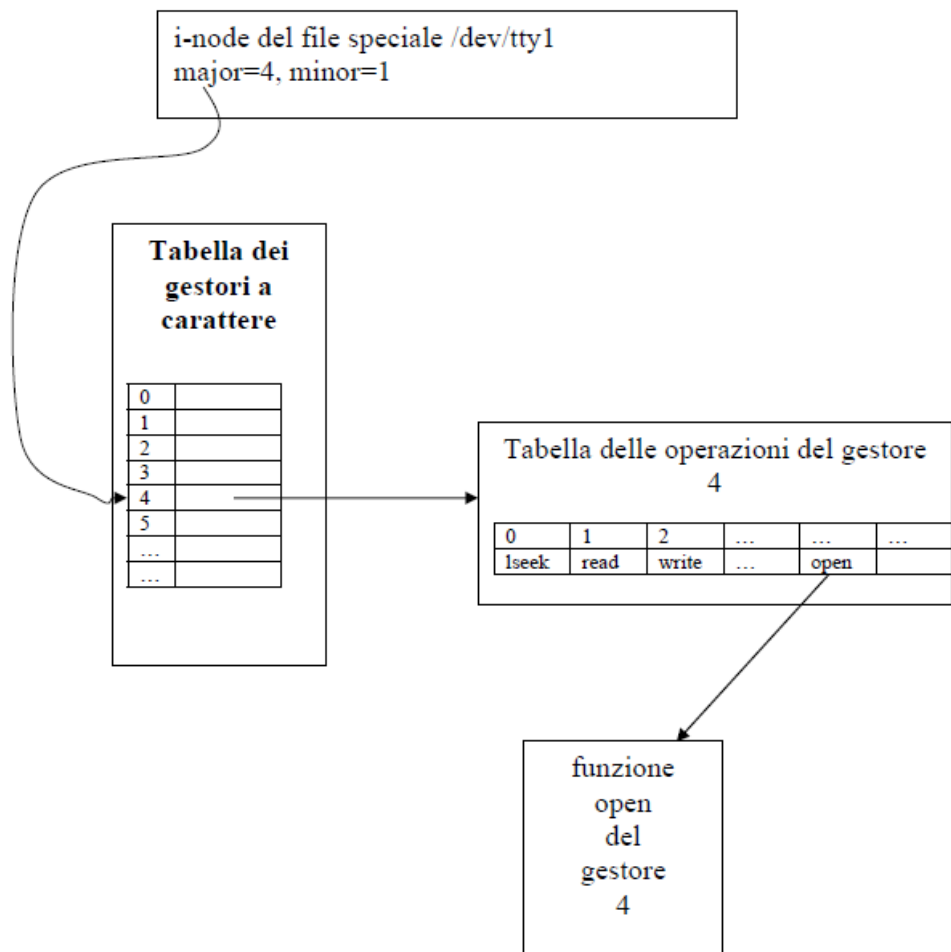 i-node del file speciale /dev/tty1
major=4, minor=1
Tabella dei
gestori a
carattere
0
1
2
3
4
5
…
…
Tabella delle operazioni del gestore
4
0 1 2 … … …
lseek read write … open
funzione
open
del
gestore
4